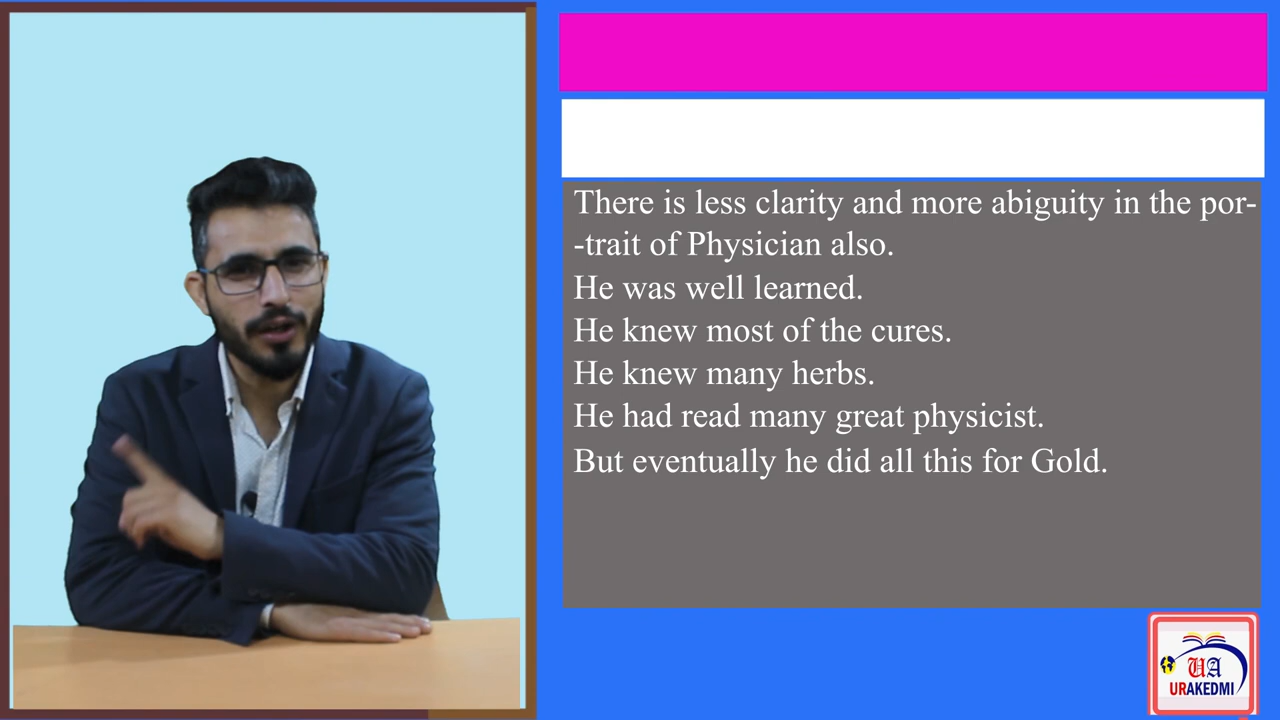 There is less clarity and more abiguity in the por-
-trait of Physician also.
He was well learned.
He knew most of the cures.
He knew many herbs.
He had read many great physicist.
But eventually he did all this for Gold.
UA
URAKEDMI